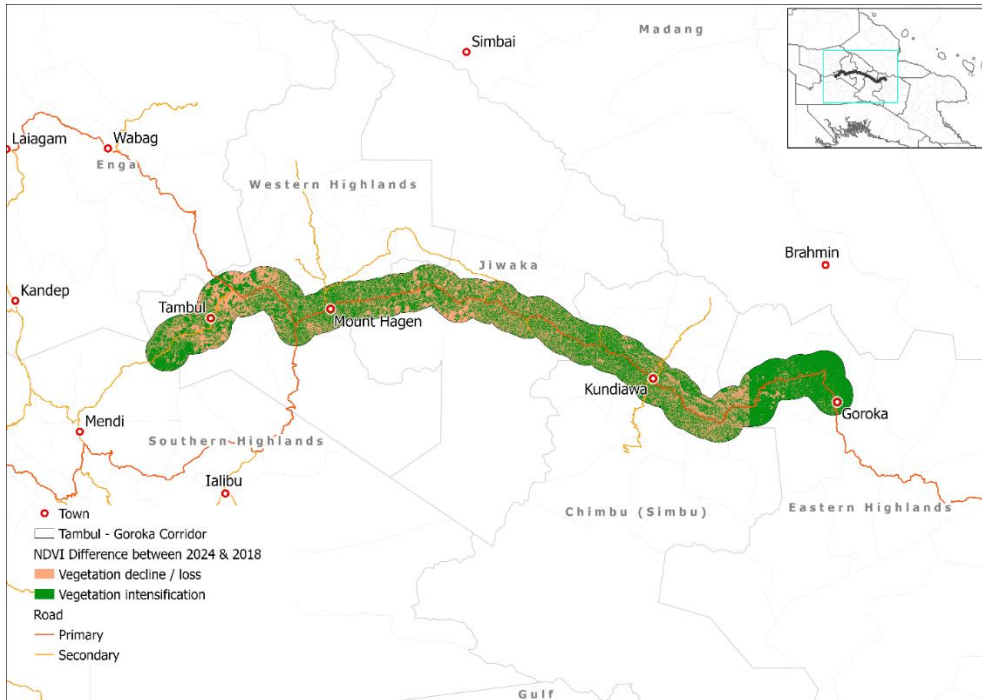 Simbai
Madang
Laiagam
Wabag
Enga
Western Highlands
Jiwaka
Brahmin
Kandep
Tambul
Mount Hagen
Kundiawa
Goroka
Mendi
Southern Highlands
Ialibu
Chimbu (Simbu)
Eastern Highlands
Town
Tambul - Goroka Corridor
NDVI Difference between 2024 & 2018
Vegetation decline / loss
Vegetation intensification
Road
Primary
Secondary
Gulf